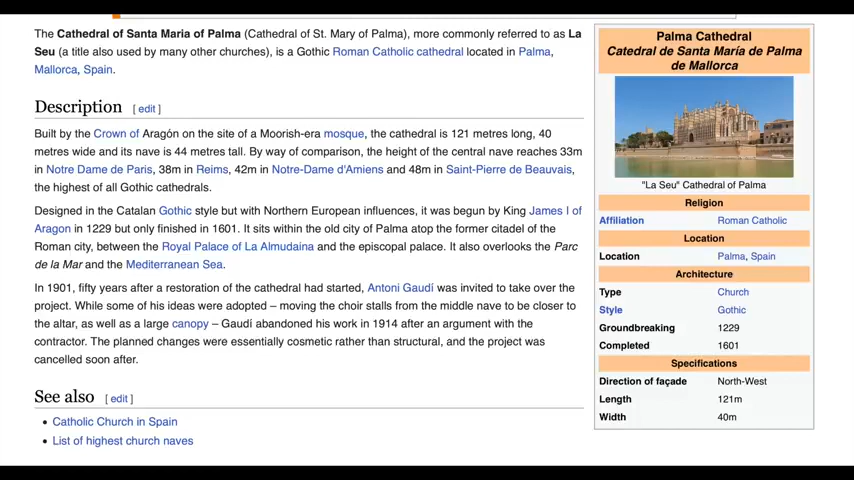 The Cathedral of Santa Maria of Palma (Cathedral of St. Mary of Palma), more commonly referred to as La
Seu (a title also used by many other churches), is a Gothic Roman Catholic cathedral located in Palma,
Mallorca, Spain.
Description [ edit ]
Built by the Crown of Aragón on the site of a Moorish-era mosque, the cathedral is 121 metres long, 40
metres wide and its nave is 44 metres tall. By way of comparison, the height of the central nave reaches 33m
in Notre Dame de Paris, 38m in Reims, 42m in Notre-Dame d'Amiens and 48m in Saint-Pierre de Beauvais,
the highest of all Gothic cathedrals.
Designed in the Catalan Gothic style but with Northern European influences, it was begun by King James I of
Aragon in 1229 but only finished in 1601. It sits within the old city of Palma atop the former citadel of the
Roman city, between the Royal Palace of La Almudaina and the episcopal palace. It also overlooks the Parc
de la Mar and the Mediterranean Sea.
In 1901, fifty years after a restoration of the cathedral had started, Antoni Gaudí was invited to take over the
project. While some of his ideas were adopted – moving the choir stalls from the middle nave to be closer to
the altar, as well as a large canopy – Gaudí abandoned his work in 1914 after an argument with the
contractor. The planned changes were essentially cosmetic rather than structural, and the project was
cancelled soon after.
See also [ edit ]
• Catholic Church in Spain
• List of highest church naves
Palma Cathedral
Catedral de Santa María de Palma
de Mallorca
"La Seu" Cathedral of Palma
Religion
Affiliation Roman Catholic
Location
Location Palma, Spain
Architecture
Type Church
Style Gothic
Groundbreaking 1229
Completed 1601
Specifications
Direction of façade North-West
Length 121m
Width 40m